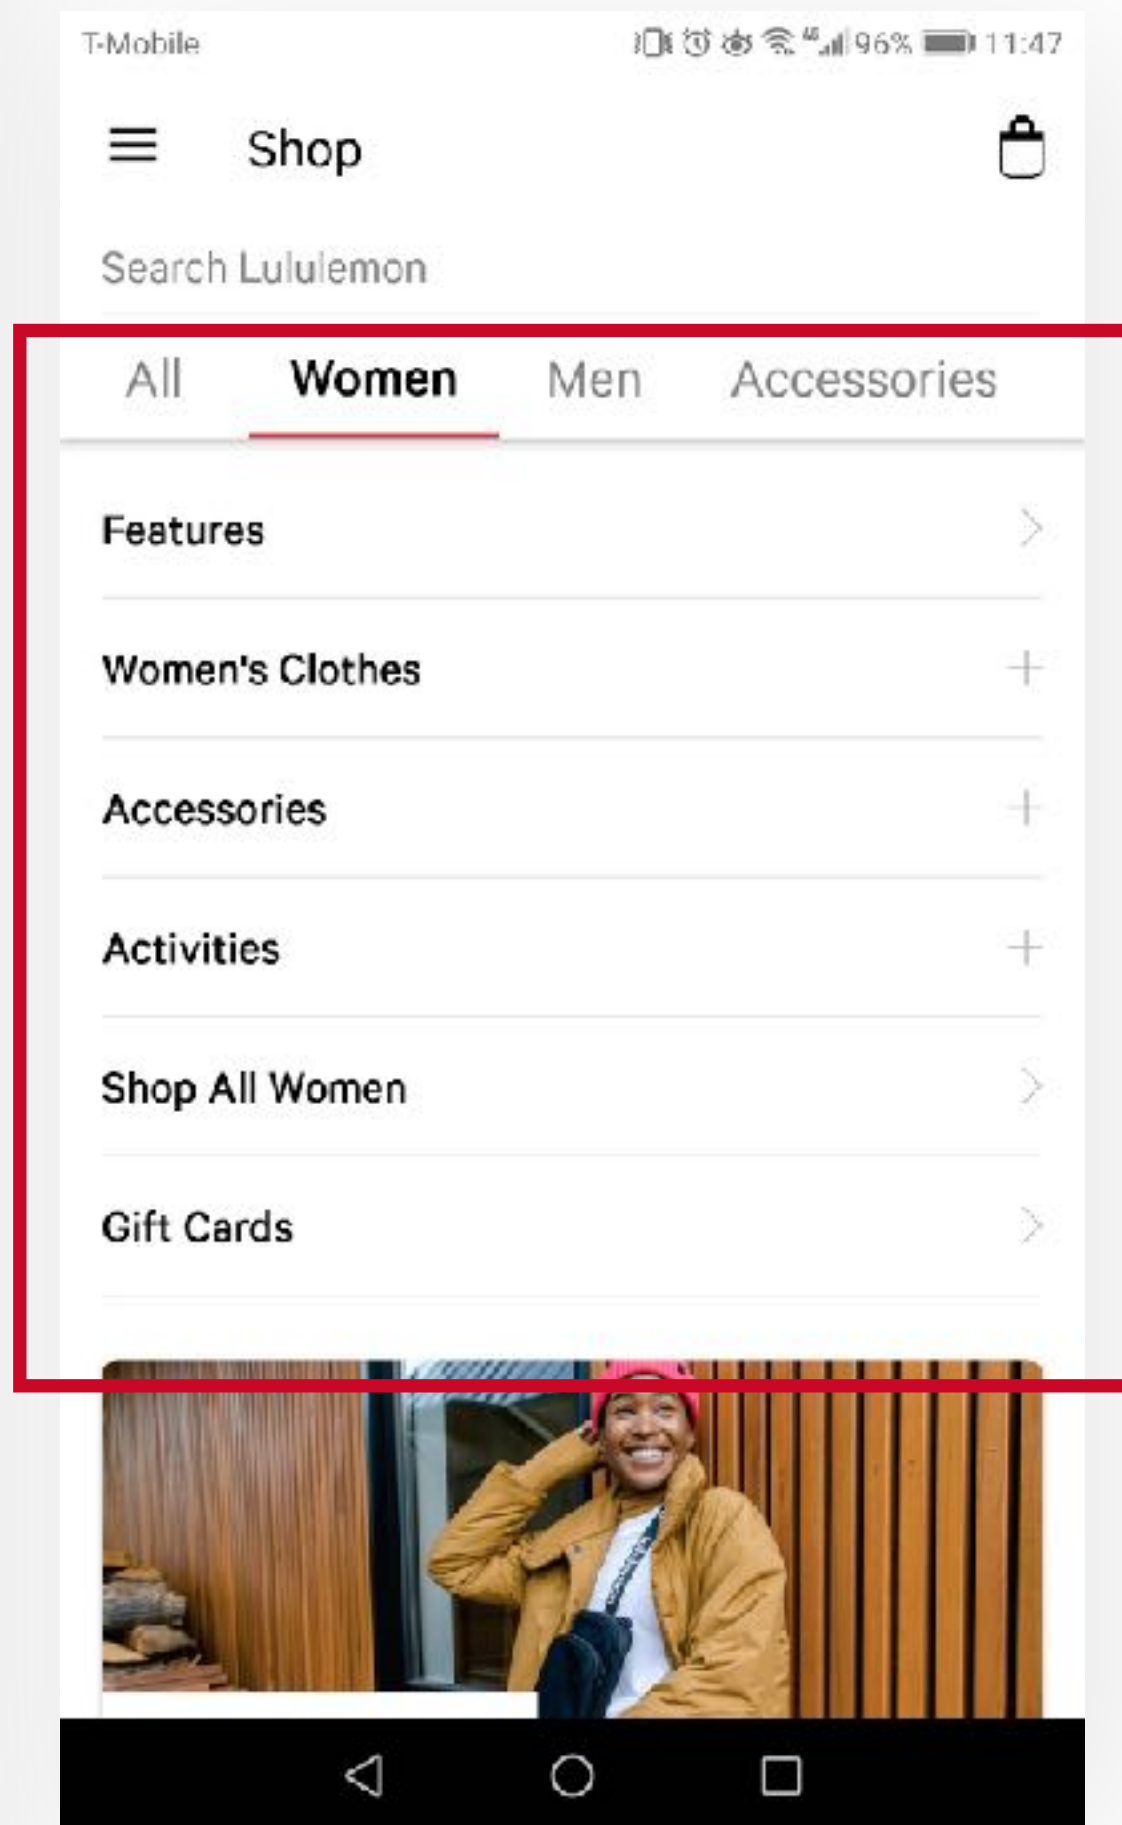 T-Mobile 4G 96% 11:47
Shop
Search Lululemon
All Women Men Accessories
Features
Women's Clothes
Accessories
Activities
Shop All Women
Gift Cards